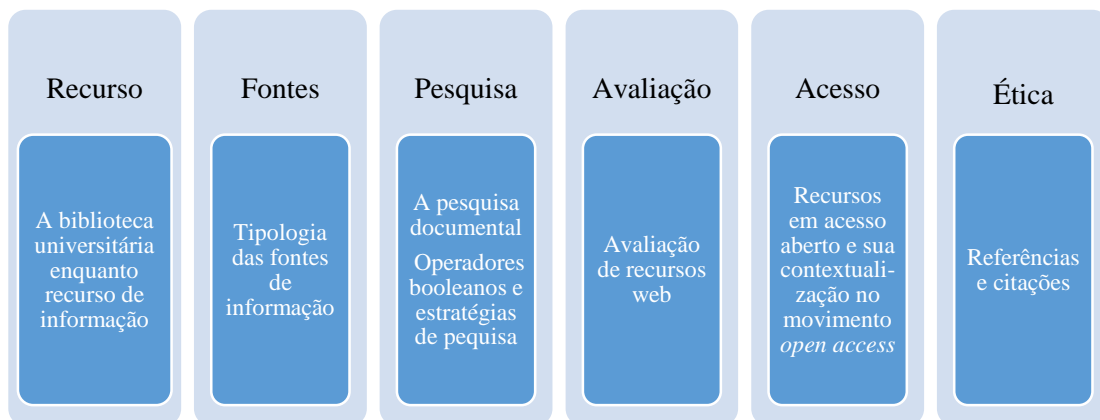 Recurso
A biblioteca
universitária
enquanto
recurso de
informação
Fontes
Tipologia
das fontes
de
informação
Pesquisa
A pesquisa
documental
Operadores
booleanos e
estratégias
de pequisa
Avaliação
Avaliação
de recursos
web
Acesso
Recursos
em acesso
aberto e sua
contextuali-
zação no
movimento
open access
Ética
Referências
e citações